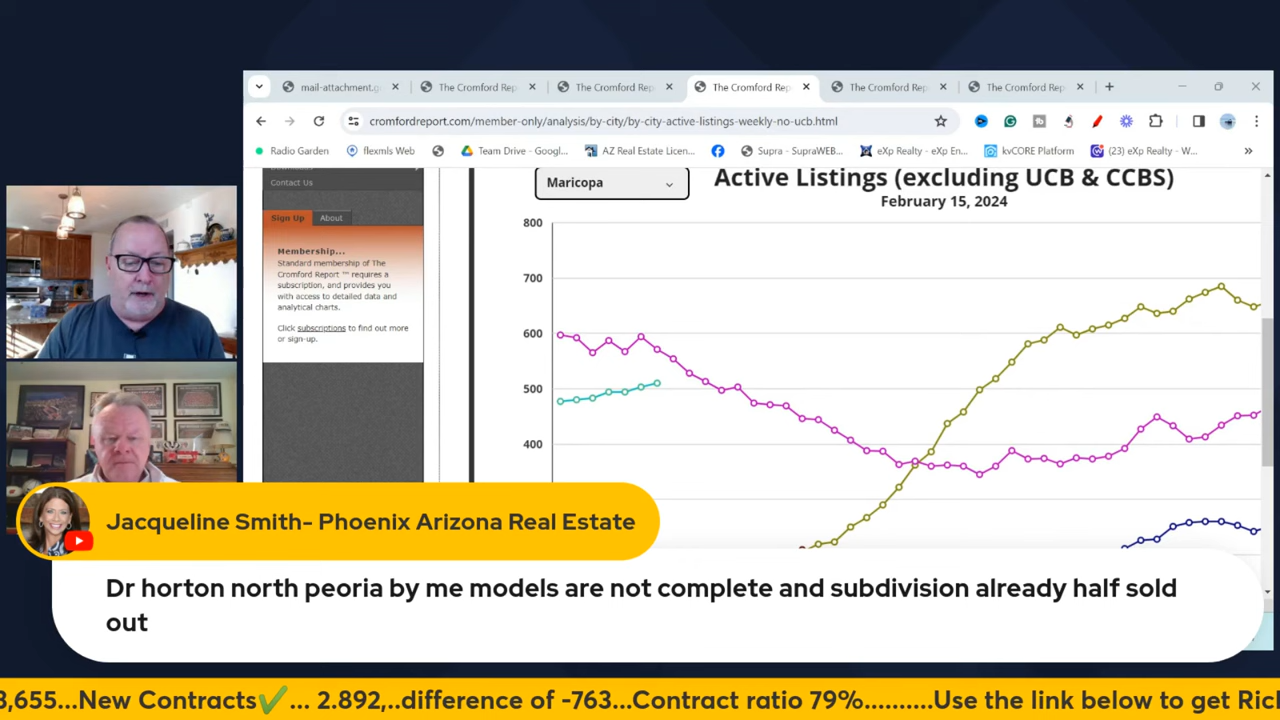 mail-attachment.g
The Cromford Rep
The Cromford Rep
The Cromford Rep
The Cromford Rep
The Cromford Rep
cromfordreport.com/member-only/analysis/by-city/by-city-active-listings-weekly-no-ucb.html
Radio Garden
flexmls Web
Team Drive - Googl...
AZ Real Estate Licen...
Supra - SupraWEB...
eXp Realty - eXp En...
kvCORE Platform
(23) eXp Realty - W...
Contact Us
Sign Up
About
Membership...
Standard membership of The
Cromford Report ™ requires a
subscription, and provides you
with access to detailed data and
analytical charts.
Click subscriptions to find out more
or sign-up.
Maricopa
Active Listings (excluding UCB & CCBS)
February 15, 2024
800
700
600
500
400
Jacqueline Smith- Phoenix Arizona Real Estate
Dr horton north peoria by me models are not complete and subdivision already half sold
out
3,655...New Contracts✅... 2.892,..difference of -763...Contract ratio 79%..........Use the link below to get Rich